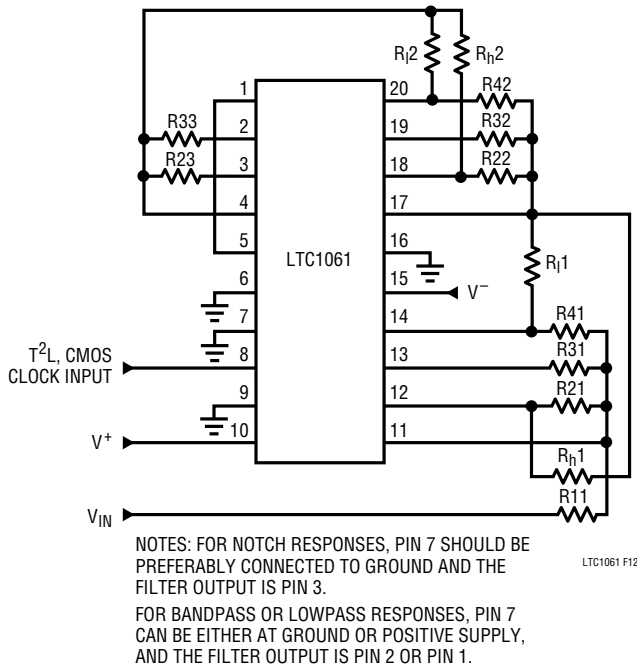 Rl2
Rh2
1
20
R42
R33
2
19
R32
R23
3
18
R22
4
17
5
LTC1061
16
Rl1
6
15
V−
7
14
R41
T2L, CMOS
CLOCK INPUT
8
13
R31
9
12
R21
V+
10
11
Rh1
R11
VIN
NOTES: FOR NOTCH RESPONSES, PIN 7 SHOULD BE
PREFERABLY CONNECTED TO GROUND AND THE
FILTER OUTPUT IS PIN 3.
LTC1061 F12
FOR BANDPASS OR LOWPASS RESPONSES, PIN 7
CAN BE EITHER AT GROUND OR POSITIVE SUPPLY,
AND THE FILTER OUTPUT IS PIN 2 OR PIN 1.